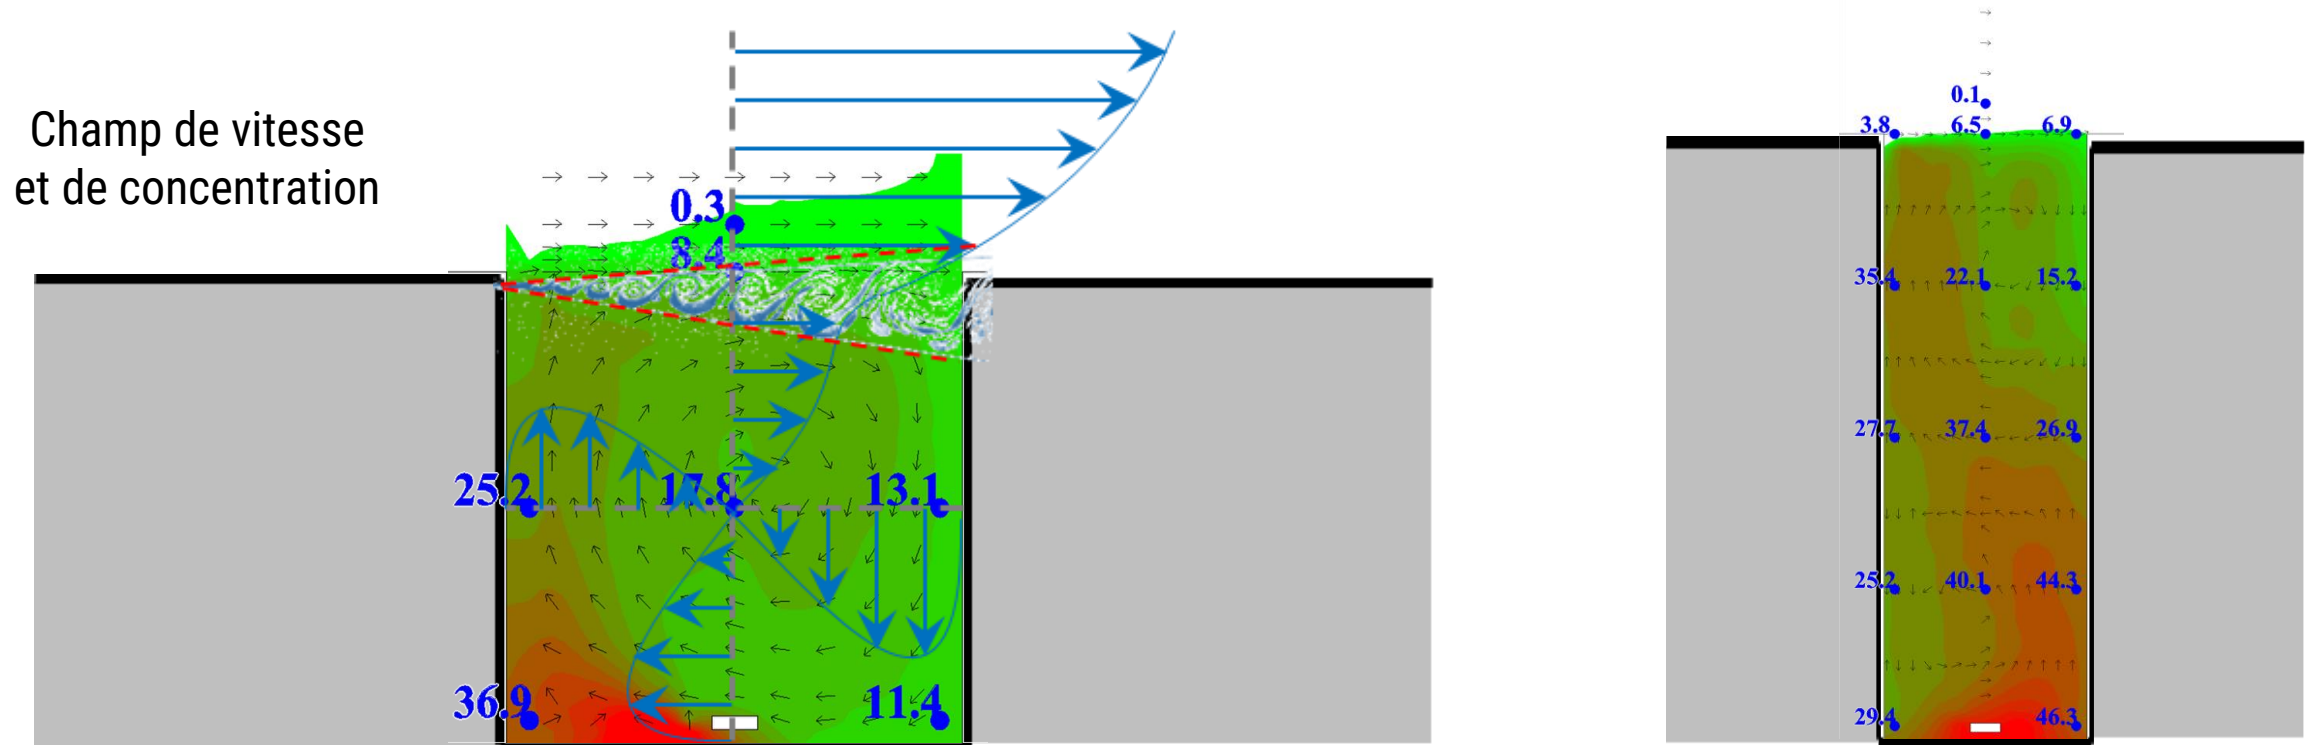 Champ de vitesse
et de concentration
0.3
8.4
25.2 17.8 13.1
36.9 11.4
0.1
3.8 6.5 6.9
35.4 22.1 15.2
27.7 37.4 26.9
25.2 40.1 44.3
29.4 46.3